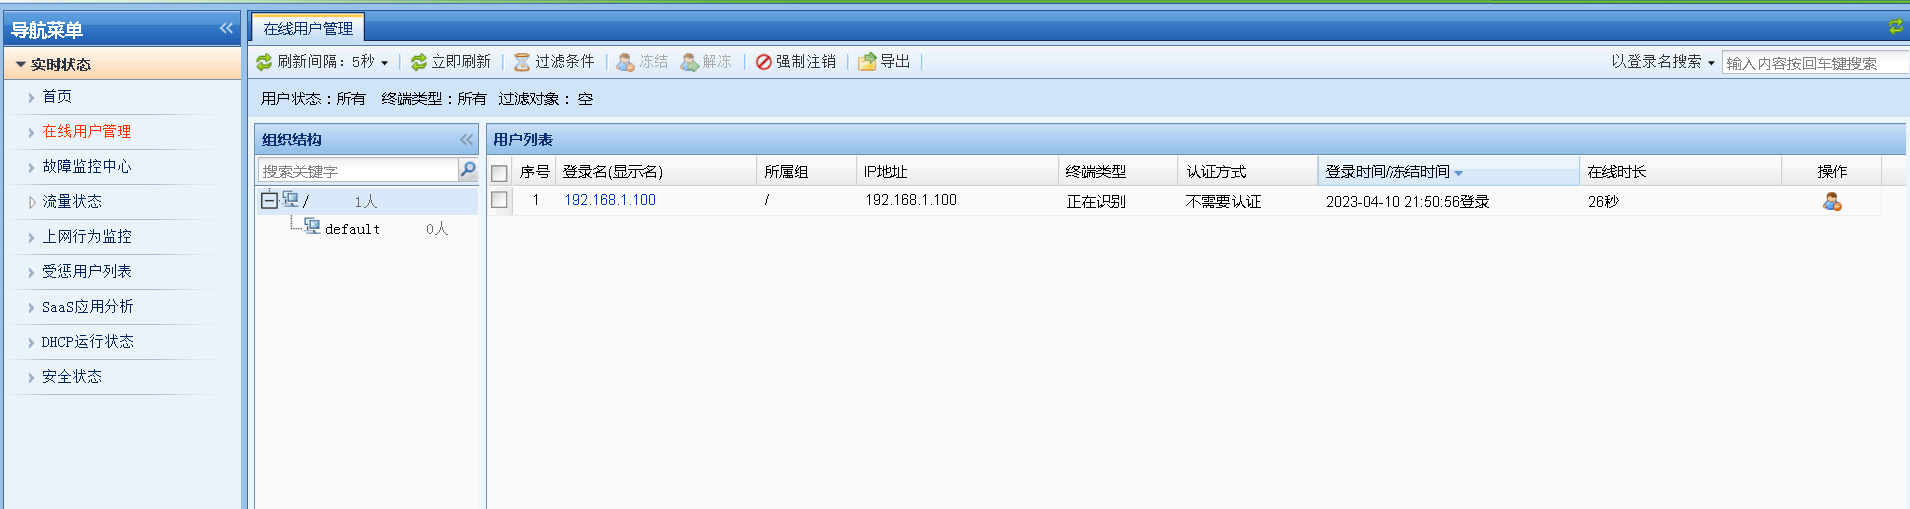 导航菜单
实时状态
首页
在线用户管理
故障监控中心
流量状态
上网行为监控
受惩用户列表
SaaS应用分析
DHCP运行状态
安全状态
在线用户管理
刷新间隔：5秒 立即刷新 过滤条件 冻结 解冻 强制注销 导出 以登录名搜索 输入内容按回车键搜索
用户状态：所有 终端类型：所有 过滤对象：空
组织结构
搜索关键字
/ 1人
default 0人
用户列表
序号 登录名(显示名) 所属组 IP地址 终端类型 认证方式 登录时间/冻结时间 在线时长 操作
1 192.168.1.100 / 192.168.1.100 正在识别 不需要认证 2023-04-10 21:50:56登录 26秒